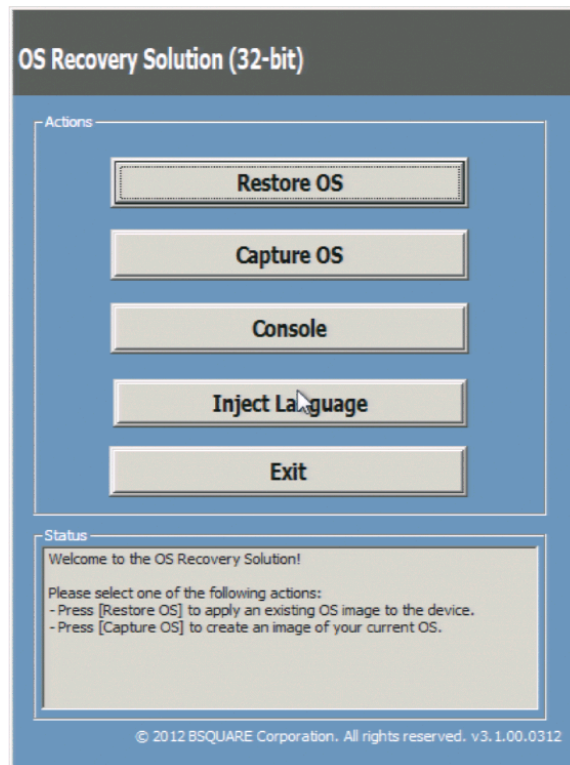 OS Recovery Solution (32-bit)
Actions
Restore OS
Capture OS
Console
Inject Language
Exit
Status
Welcome to the OS Recovery Solution!
Please select one of the following actions:
- Press [Restore OS] to apply an existing OS image to the device.
- Press [Capture OS] to create an image of your current OS.
© 2012 BSQUARE Corporation. All rights reserved. v3.1.00.0312